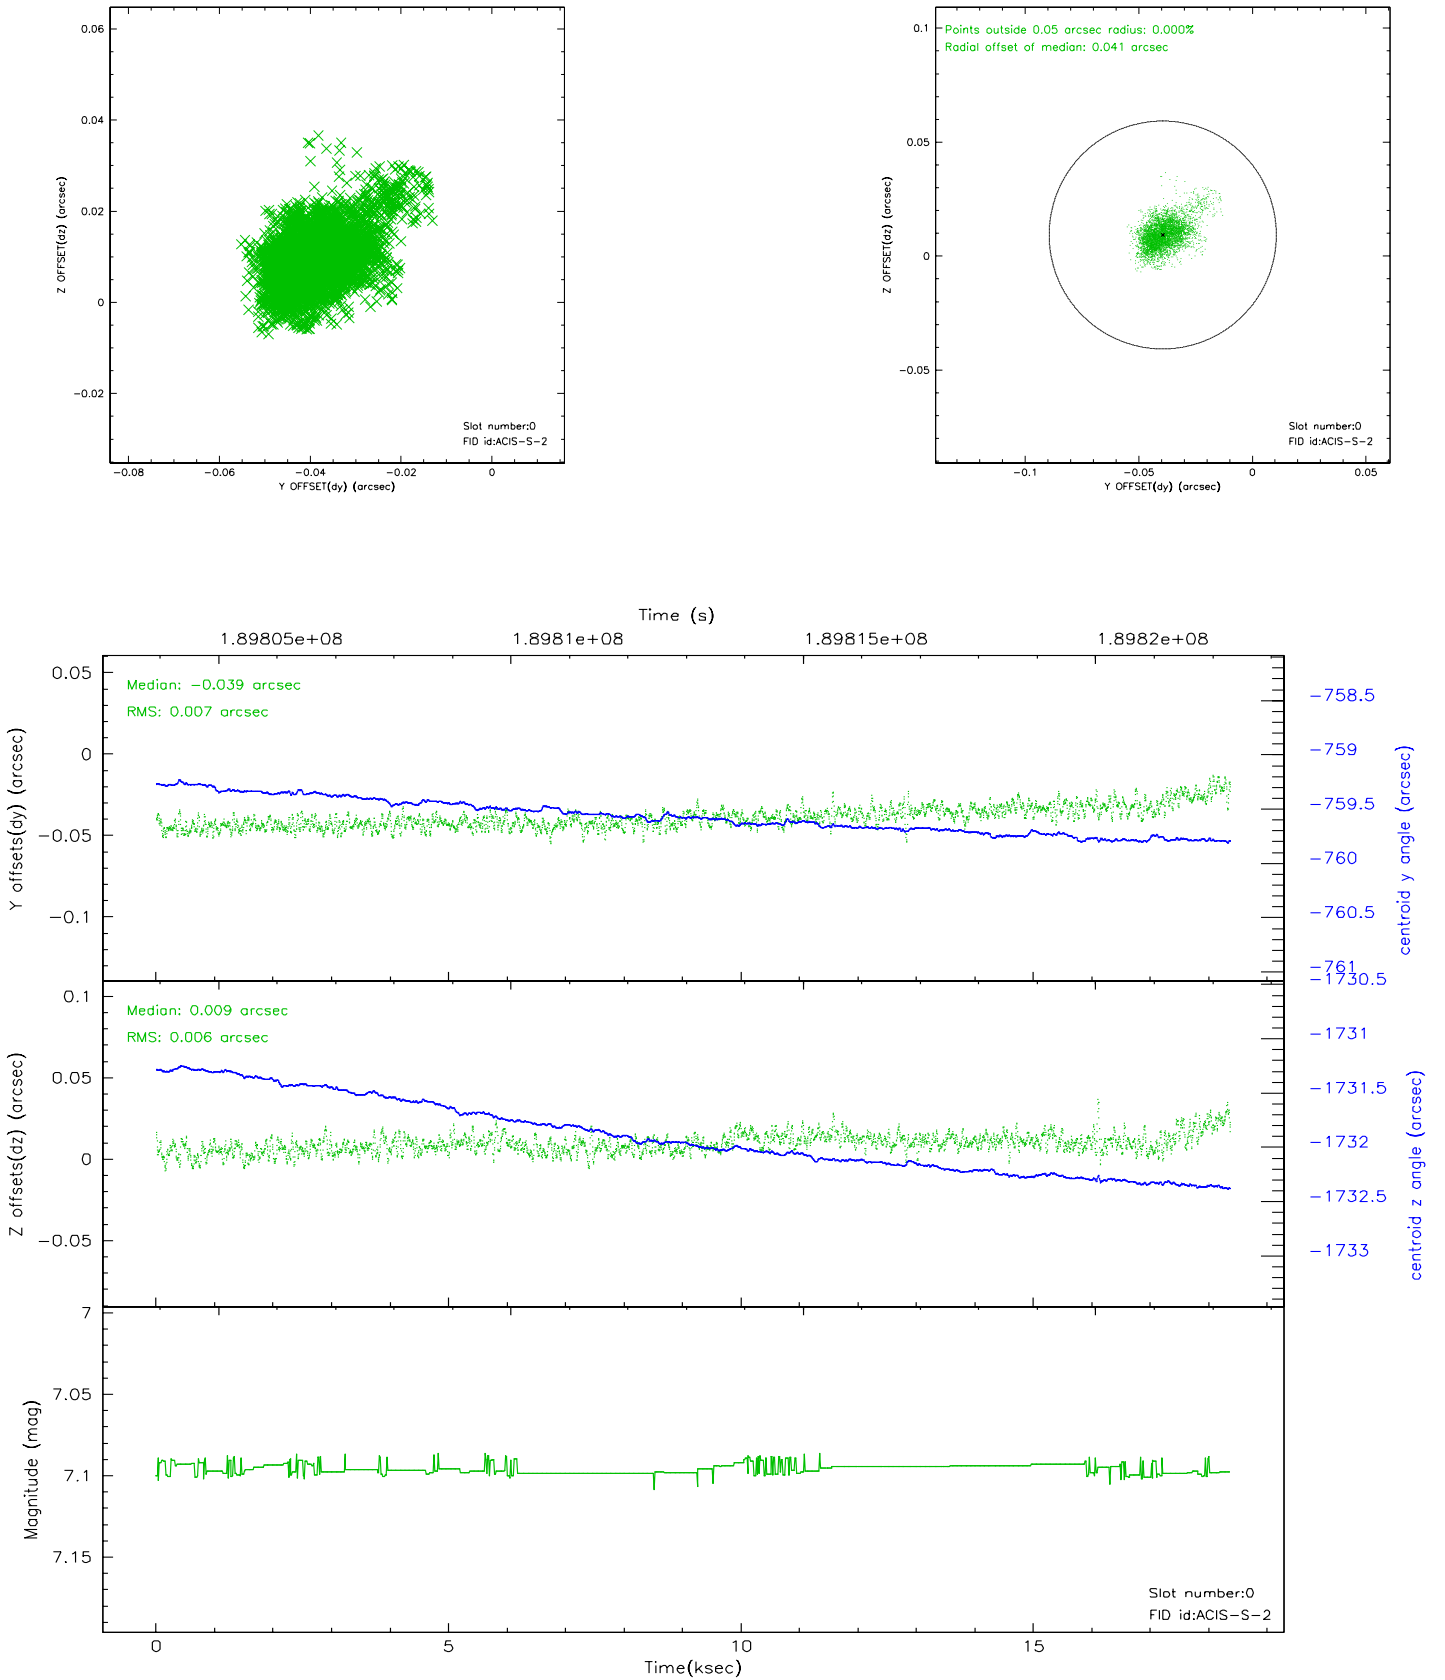 0.06
0.04
0.02
0
−0.02
Z OFFSET(dz) (arcsec)
Slot number:0
FID id:ACIS−S−2
−0.08 −0.06 −0.04 −0.02 0
Y OFFSET(dy) (arcsec)
Points outside 0.05 arcsec radius: 0.000%
Radial offset of median: 0.041 arcsec
0.1
0.05
0
−0.05
Z OFFSET(dz) (arcsec)
Slot number:0
FID id:ACIS−S−2
−0.1 −0.05 0 0.05
Y OFFSET(dy) (arcsec)
Time (s)
1.89805e+08 1.8981e+08 1.89815e+08 1.8982e+08
Median: −0.039 arcsec
RMS: 0.007 arcsec
0.05
0
−0.05
−0.1
Y offsets(dy) (arcsec)
−758.5
−759
−759.5
−760
−760.5
−761
centroid y angle (arcsec)
Median: 0.009 arcsec
RMS: 0.006 arcsec
0.1
0.05
0
−0.05
Z offsets(dz) (arcsec)
−1730.5
−1731
−1731.5
−1732
−1732.5
−1733
centroid z angle (arcsec)
7
7.05
7.1
7.15
Magnitude (mag)
Slot number:0
FID id:ACIS−S−2
0 5 10 15
Time(ksec)